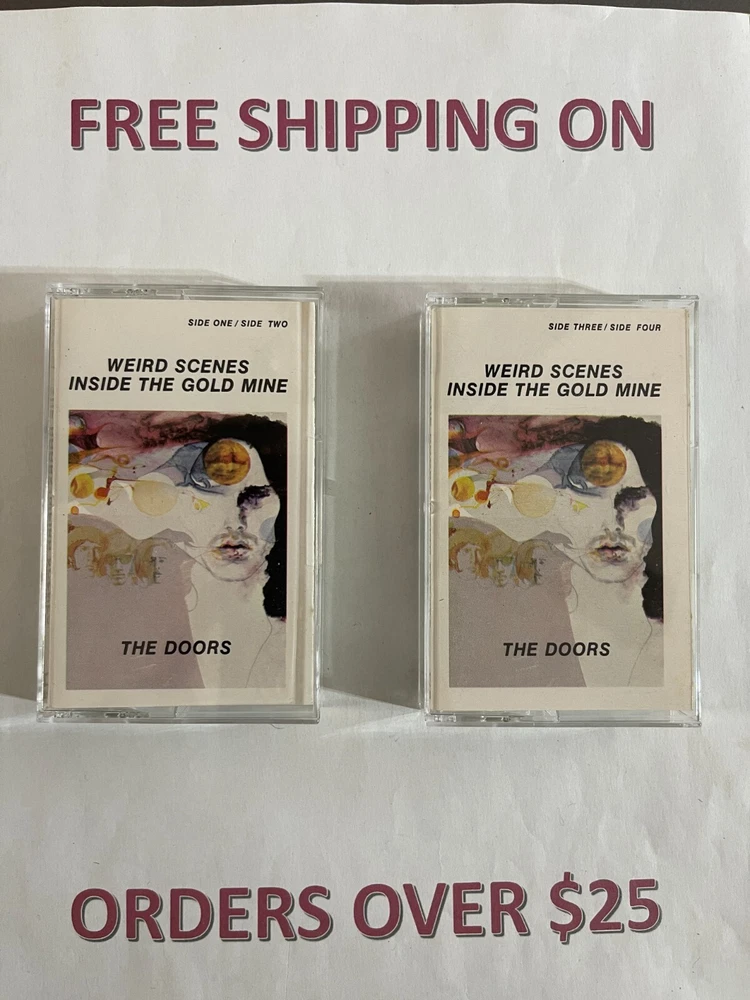 FREE SHIPPING ON
SIDE ONE / SIDE TWO
WEIRD SCENES
INSIDE THE GOLD MINE
THE DOORS
SIDE THREE / SIDE FOUR
WEIRD SCENES
INSIDE THE GOLD MINE
THE DOORS
ORDERS OVER $25